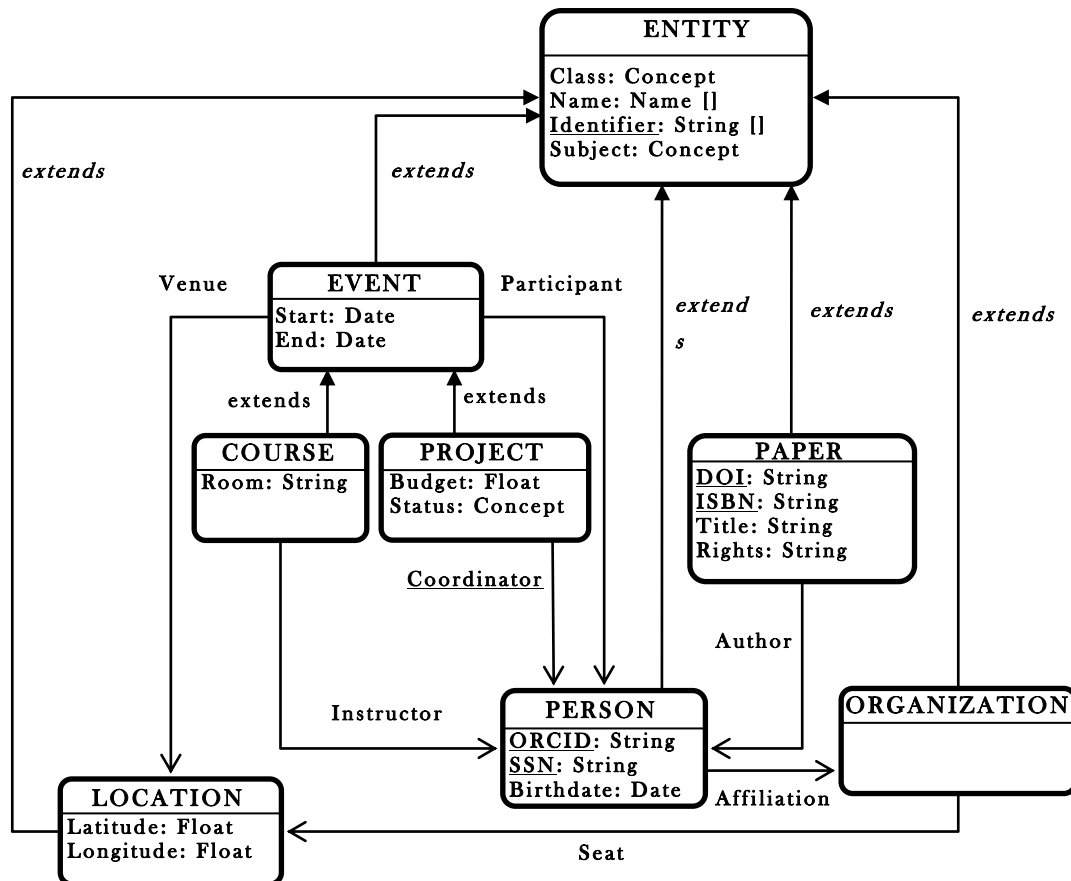 ENTITY
Class: Concept
Name: Name []
Identifier: String []
Subject: Concept
extends
extends
Venue
EVENT
Participant
Start: Date
End: Date
extend
s
extends
extends
extends
extends
COURSE
Room: String
PROJECT
Budget: Float
Status: Concept
PAPER
DOI: String
ISBN: String
Title: String
Rights: String
Coordinator
Author
Instructor
PERSON
ORCID: String
SSN: String
Birthdate: Date
ORGANIZATION
Affiliation
LOCATION
Latitude: Float
Longitude: Float
Seat